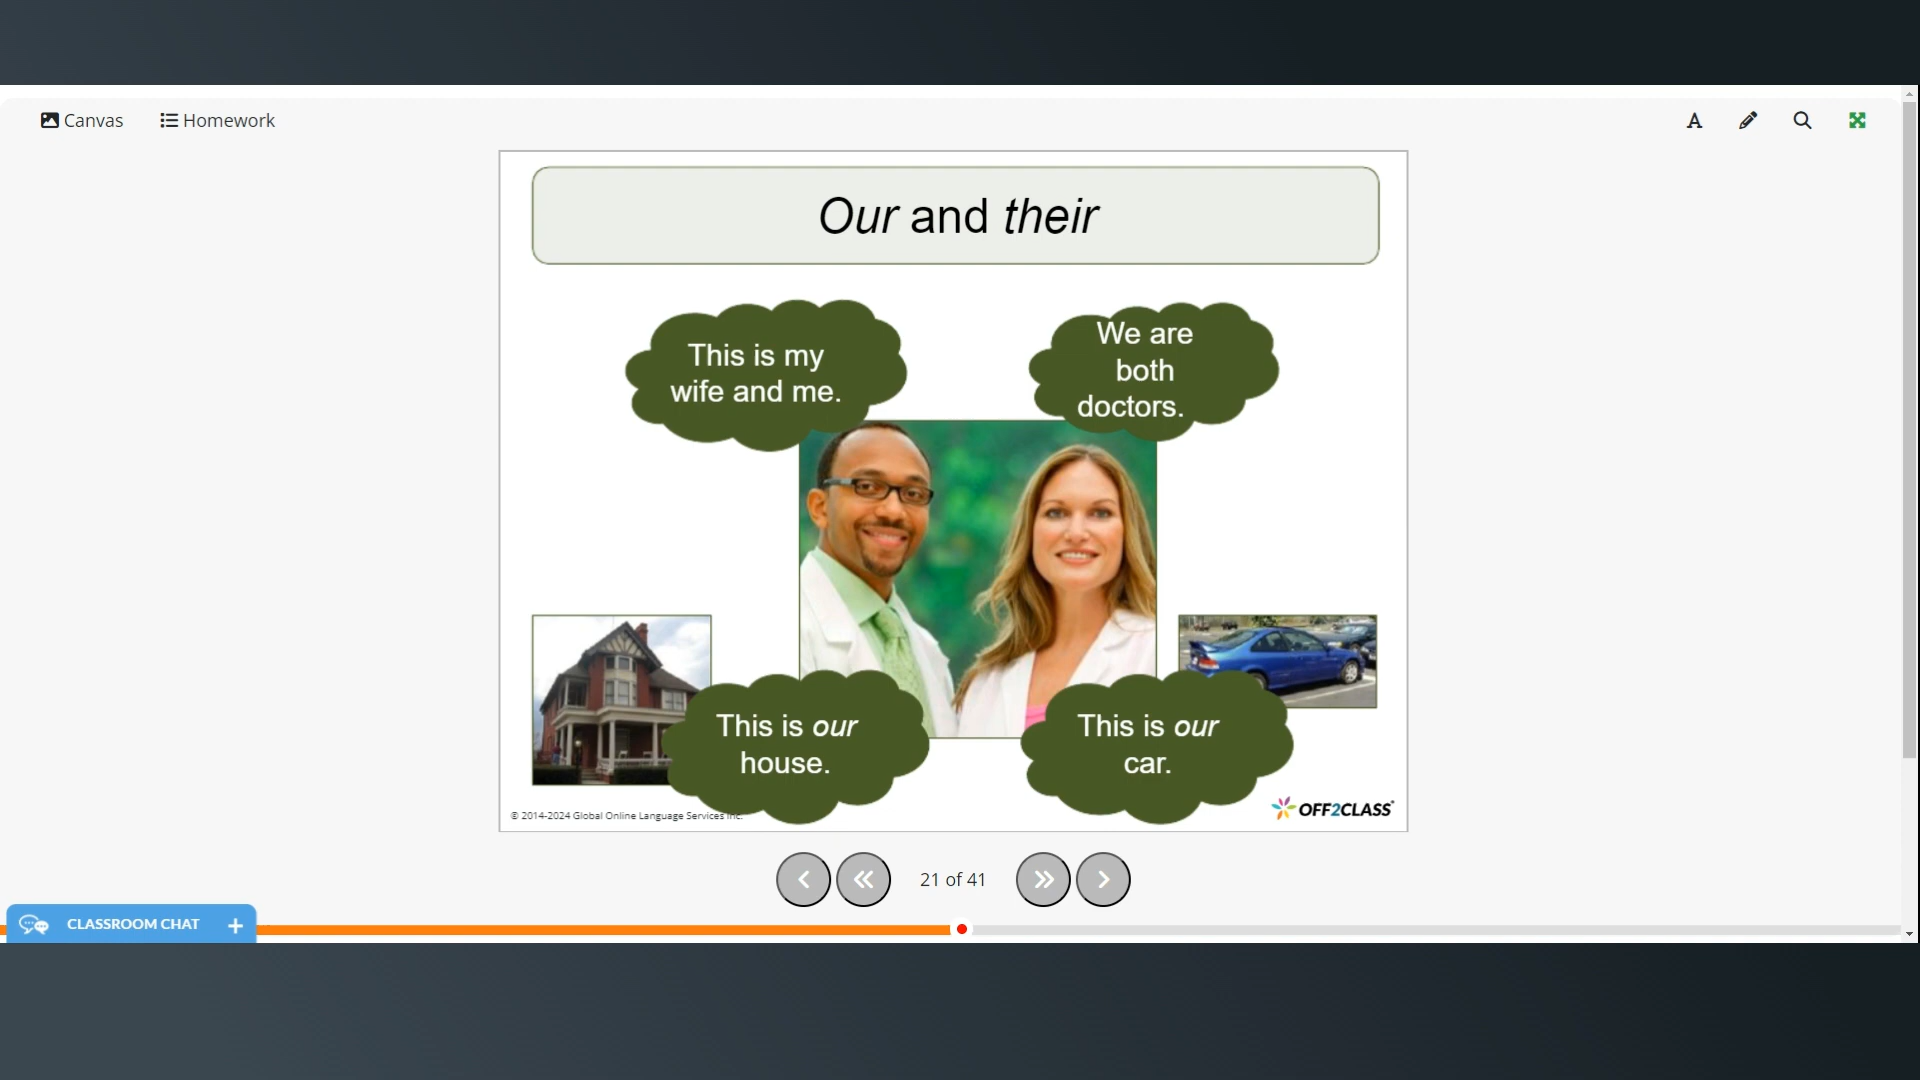 Canvas
Homework
A
Our and their
This is my
wife and me.
We are
both
doctors.
This is our
house.
This is our
car.
© 2014-2024 Global Online Language Services Inc.
OFF2CLASS
21 of 41
CLASSROOM CHAT +